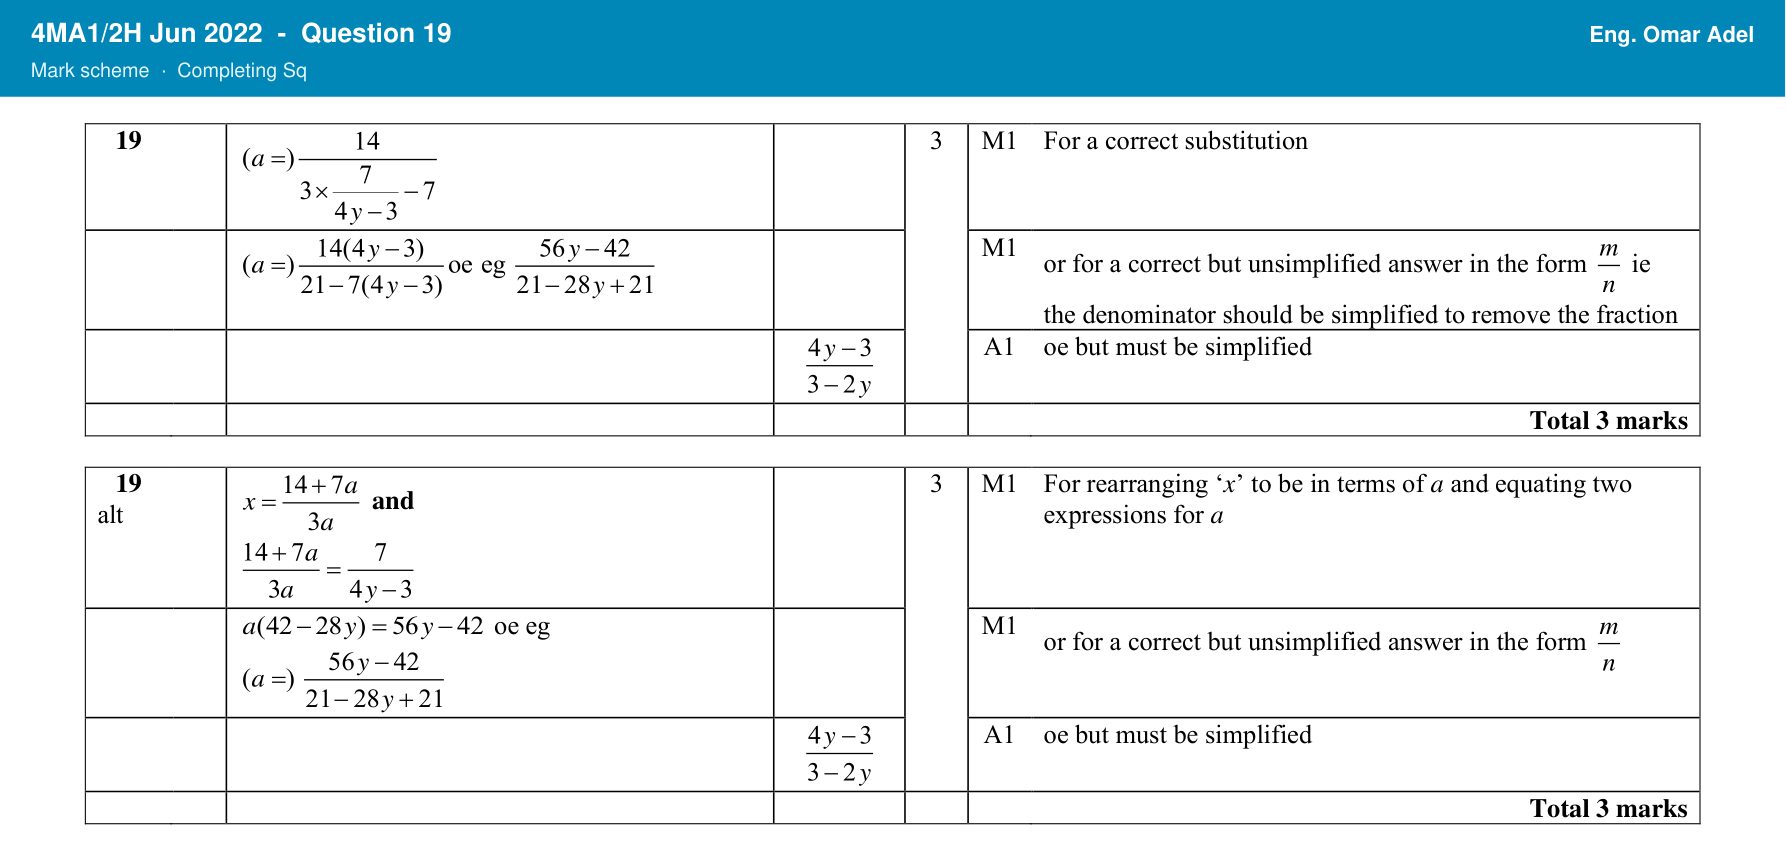 4MA1/2H Jun 2022 - Question 19
Eng. Omar Adel
Mark scheme · Completing Sq
19
(a =) 14 / (3 × 7/(4y − 3) − 7)
3
M1 For a correct substitution
(a =) 14(4y − 3) / (21 − 7(4y − 3)) oe eg (56y − 42) / (21 − 28y + 21)
M1 or for a correct but unsimplified answer in the form m/n ie
the denominator should be simplified to remove the fraction
(4y − 3) / (3 − 2y)
A1 oe but must be simplified
Total 3 marks
19
alt
x = (14 + 7a) / 3a and
(14 + 7a) / 3a = 7 / (4y − 3)
3
M1 For rearranging ‘x’ to be in terms of a and equating two
expressions for a
a(42 − 28y) = 56y − 42 oe eg
(a =) (56y − 42) / (21 − 28y + 21)
M1 or for a correct but unsimplified answer in the form m/n
(4y − 3) / (3 − 2y)
A1 oe but must be simplified
Total 3 marks